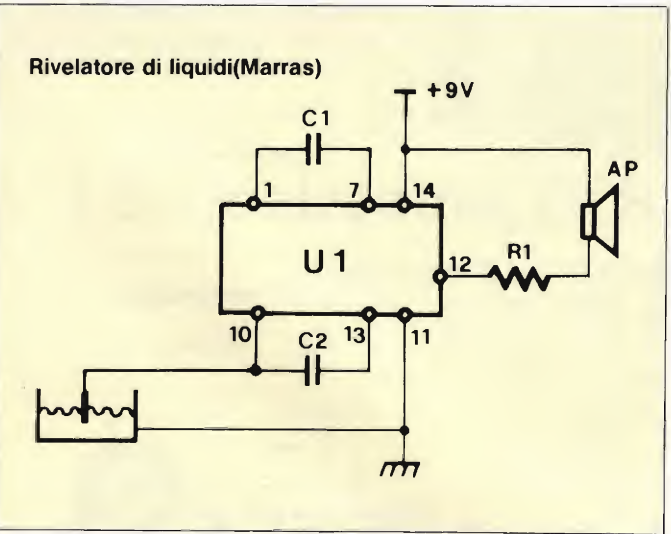 Rivelatore di liquidi(Marras)
+9V
C1
AP
1
7
14
U1
12
R1
10
C2
13
11